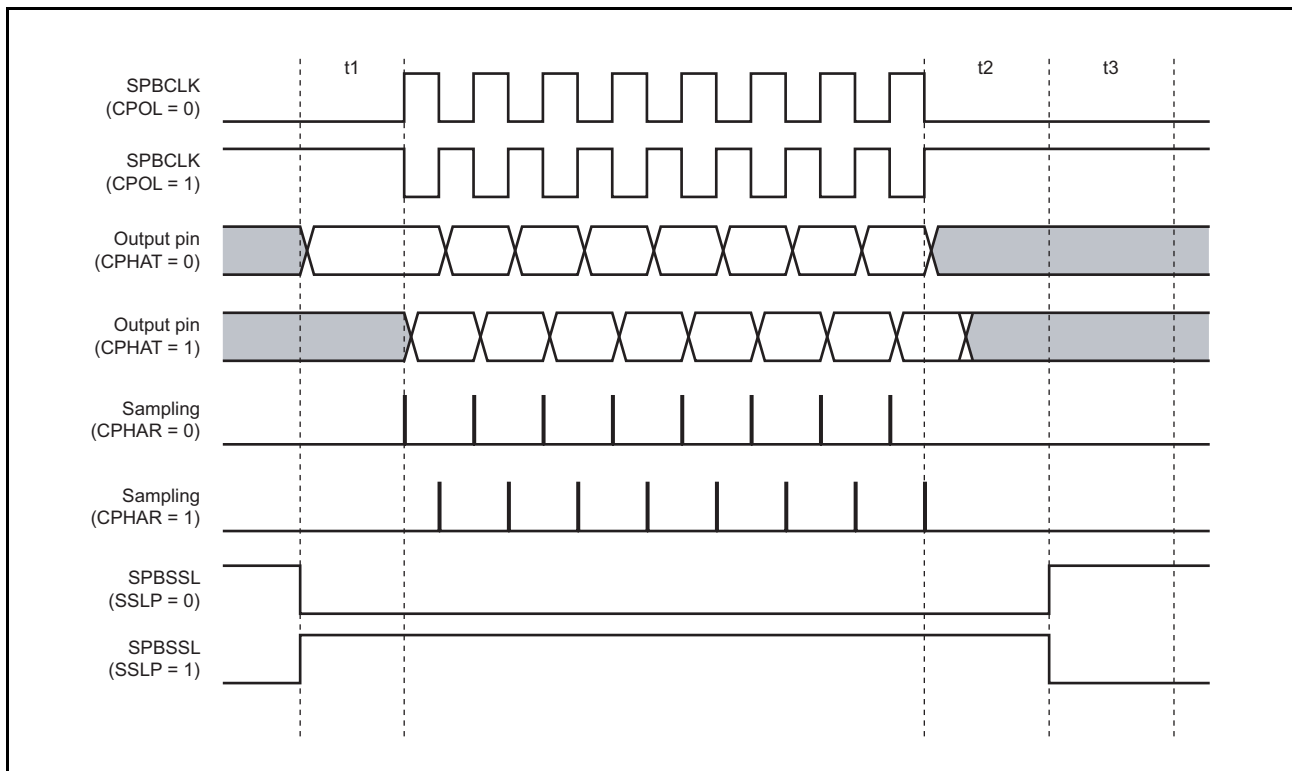 t1
t2
t3
SPBCLK
(CPOL = 0)
SPBCLK
(CPOL = 1)
Output pin
(CPHAT = 0)
Output pin
(CPHAT = 1)
Sampling
(CPHAR = 0)
Sampling
(CPHAR = 1)
SPBSSL
(SSLP = 0)
SPBSSL
(SSLP = 1)